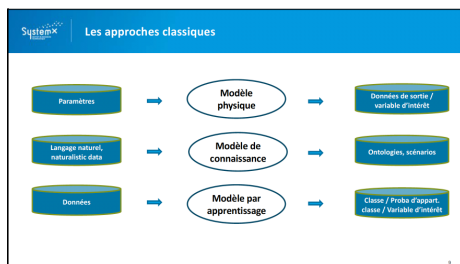 SystemX
Les approches classiques
Paramètres
Modèle
physique
Données de sortie /
variable d'intérêt
Langage naturel,
naturalistic data
Modèle de
connaissance
Ontologies, scénarios
Données
Modèle par
apprentissage
Classe / Proba d'appart.
classe / Variable d'intérêt